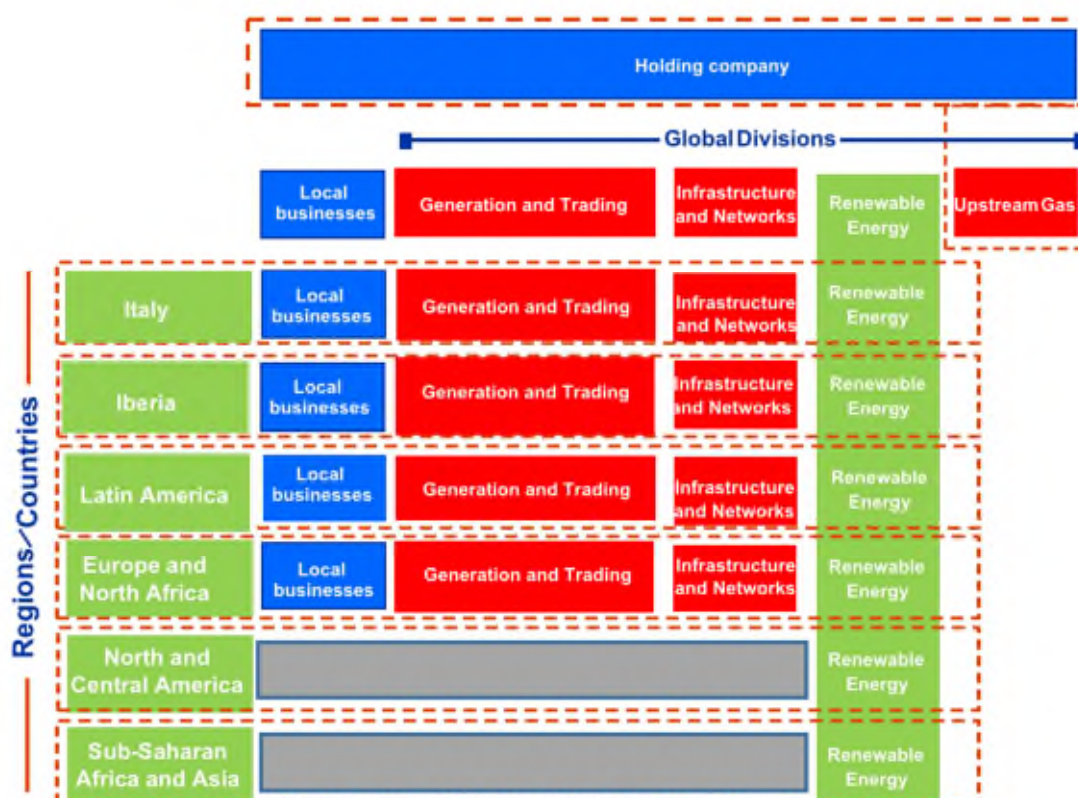 Holding company
Global Divisions
Local
businesses
Generation and Trading
Infrastructure
and Networks
Renewable
Energy
Upstream Gas
Regions/Countries
Italy
Local
businesses
Generation and Trading
Infrastructure
and Networks
Renewable
Energy
Iberia
Local
businesses
Generation and Trading
Infrastructure
and Networks
Renewable
Energy
Latin America
Local
businesses
Generation and Trading
Infrastructure
and Networks
Renewable
Energy
Europe and
North Africa
Local
businesses
Generation and Trading
Infrastructure
and Networks
Renewable
Energy
North and
Central America
Renewable
Energy
Sub-Saharan
Africa and Asia
Renewable
Energy